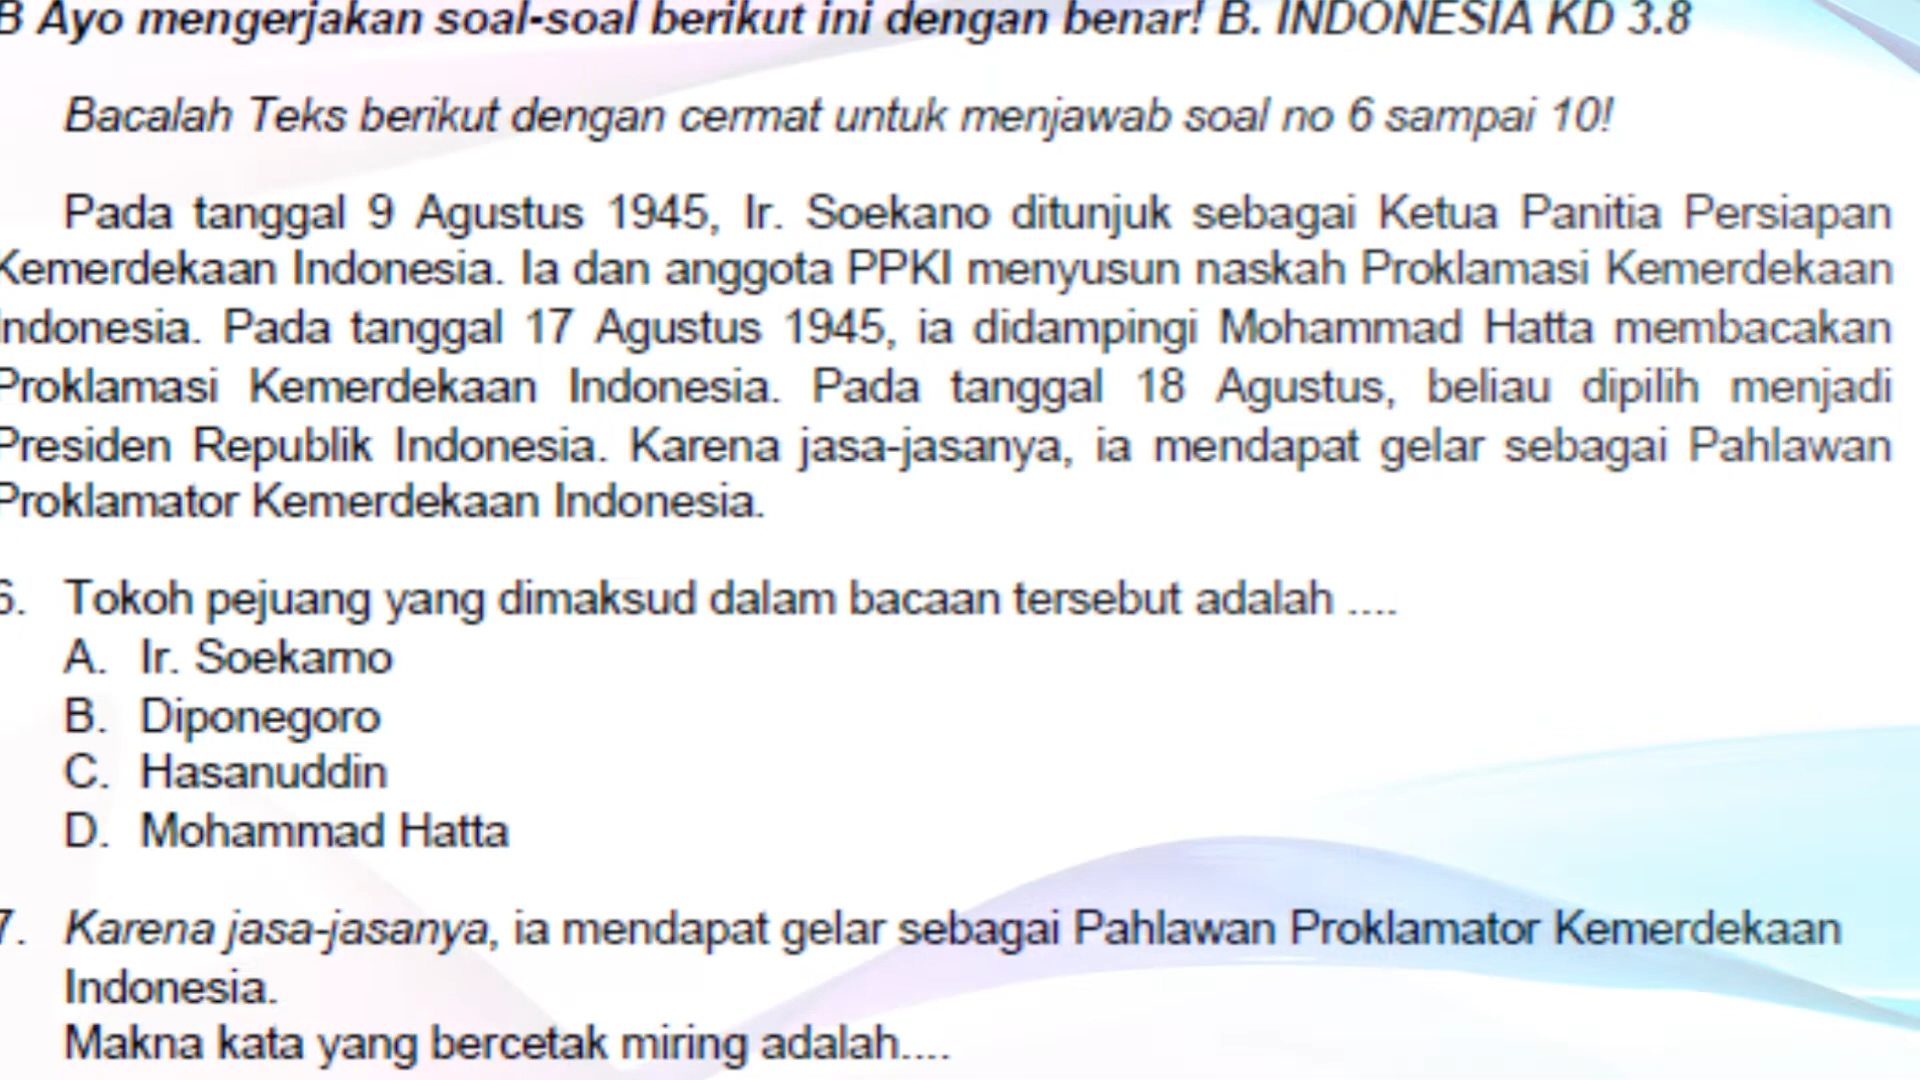 B Ayo mengerjakan soal-soal berikut ini dengan benar! B. INDONESIA KD 3.8
Bacalah Teks berikut dengan cermat untuk menjawab soal no 6 sampai 10!
Pada tanggal 9 Agustus 1945, Ir. Soekano ditunjuk sebagai Ketua Panitia Persiapan
Kemerdekaan Indonesia. Ia dan anggota PPKI menyusun naskah Proklamasi Kemerdekaan
Indonesia. Pada tanggal 17 Agustus 1945, ia didampingi Mohammad Hatta membacakan
Proklamasi Kemerdekaan Indonesia. Pada tanggal 18 Agustus, beliau dipilih menjadi
Presiden Republik Indonesia. Karena jasa-jasanya, ia mendapat gelar sebagai Pahlawan
Proklamator Kemerdekaan Indonesia.
6. Tokoh pejuang yang dimaksud dalam bacaan tersebut adalah ....
A. Ir. Soekarno
B. Diponegoro
C. Hasanuddin
D. Mohammad Hatta
7. Karena jasa-jasanya, ia mendapat gelar sebagai Pahlawan Proklamator Kemerdekaan
Indonesia.
Makna kata yang bercetak miring adalah....